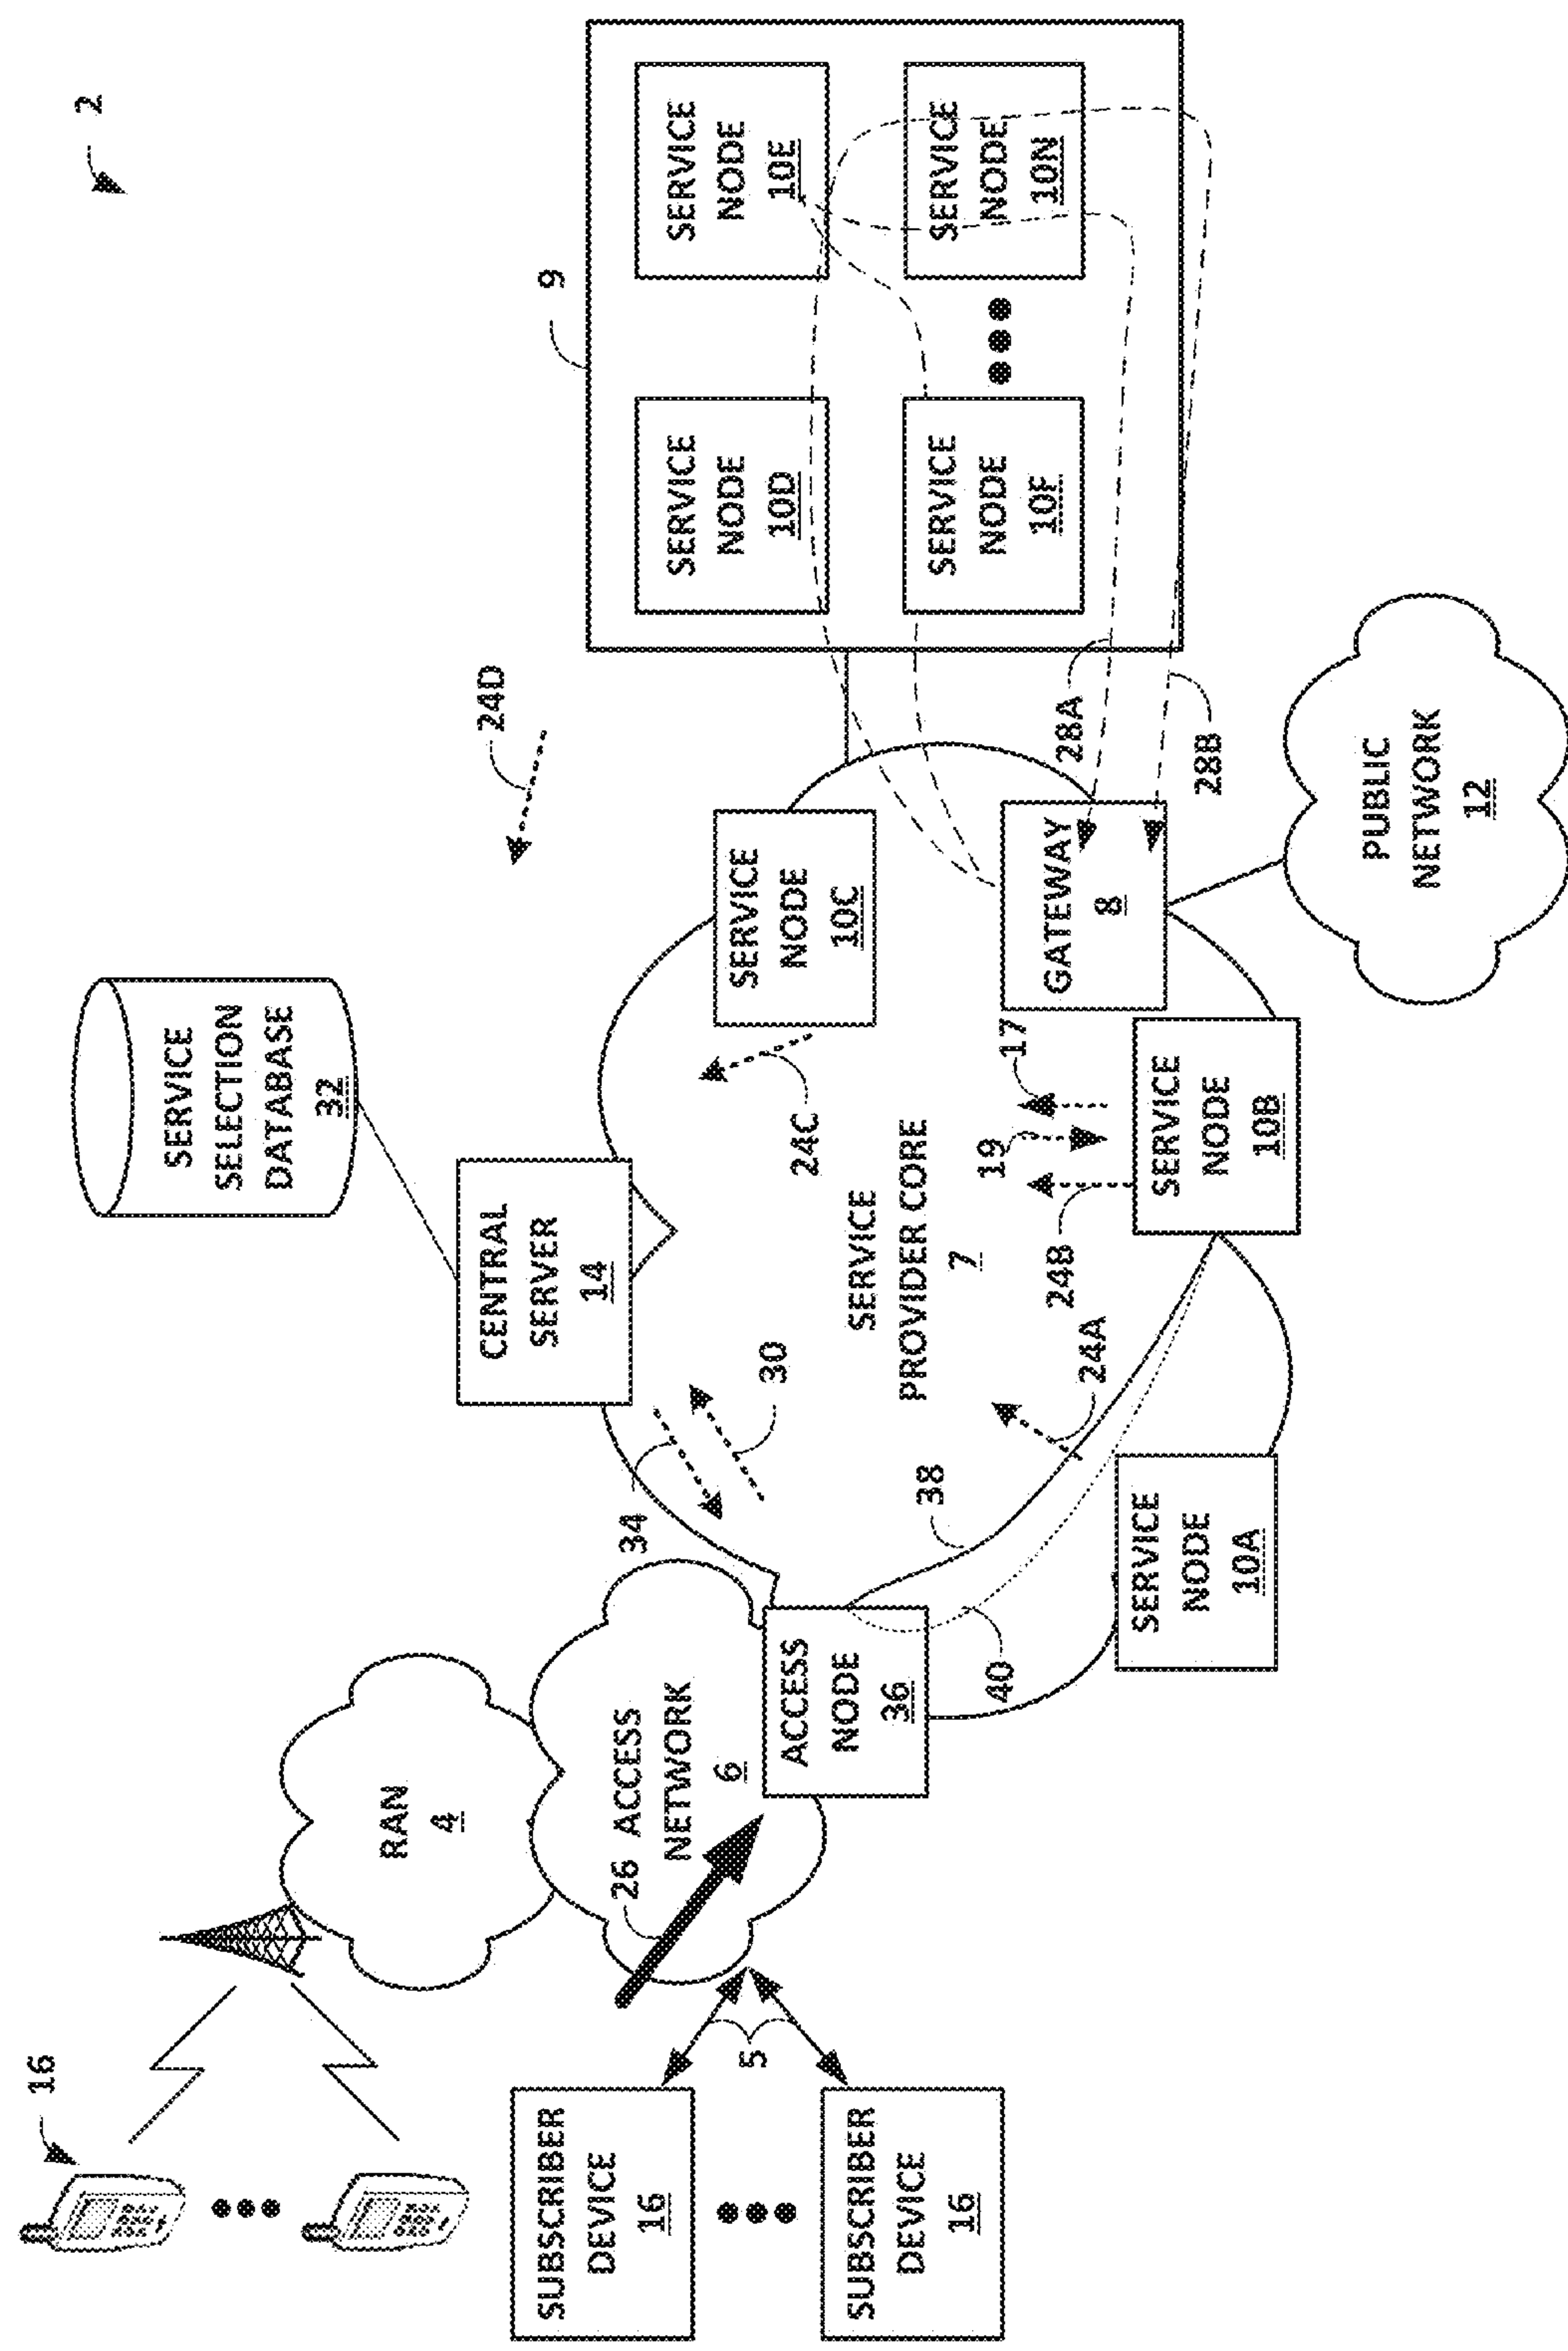 2
16
RAN
4
SERVICE
SELECTION
DATABASE
32
24D
9
SUBSCRIBER
DEVICE
16
5
SUBSCRIBER
DEVICE
16
26
ACCESS
NETWORK
6
ACCESS
NODE
36
34
30
CENTRAL
SERVER
14
SERVICE
PROVIDER CORE
7
38
40
24A
24B
24C
19
17
SERVICE
NODE
10A
SERVICE
NODE
10B
SERVICE
NODE
10C
GATEWAY
8
28A
28B
SERVICE
NODE
10D
SERVICE
NODE
10E
SERVICE
NODE
10F
SERVICE
NODE
10N
PUBLIC
NETWORK
12